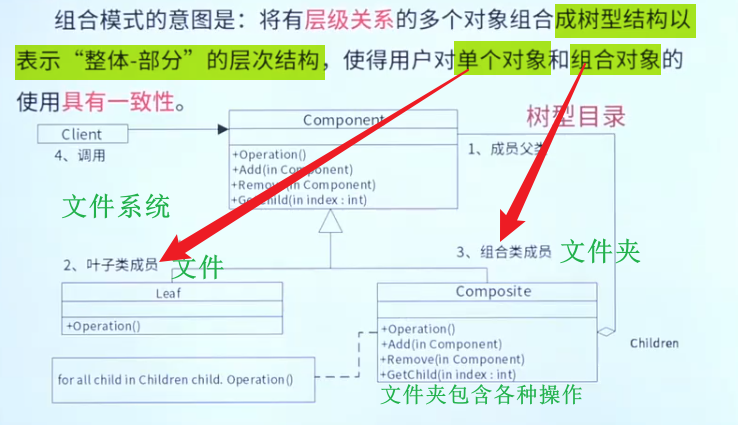 组合模式的意图是：将有层级关系的多个对象组合成树型结构以
表示“整体-部分”的层次结构，使得用户对单个对象和组合对象的
使用具有一致性。
树型目录
Client
4、调用
Component
+Operation()
+Add(in Component)
+Remove(in Component)
+GetChild(in index : int)
1、成员父类
文件系统
2、叶子类成员
文件
3、组合类成员
文件夹
Leaf
+Operation()
Composite
+Operation()
+Add(in Component)
+Remove(in Component)
+GetChild(in index : int)
Children
for all child in Children child. Operation()
文件夹包含各种操作